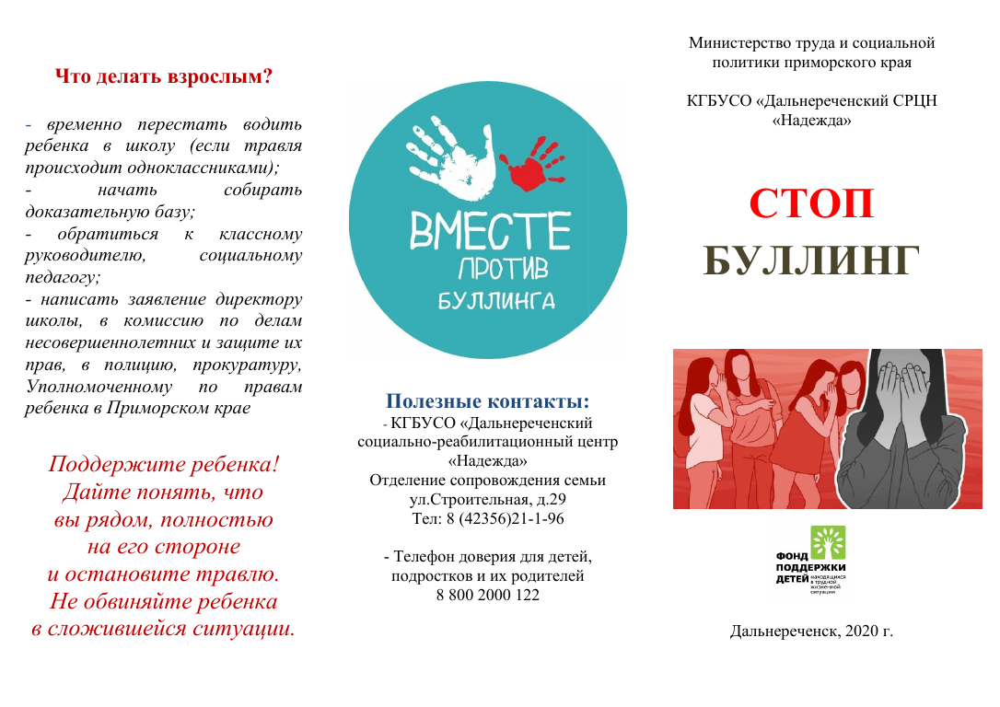 Что делать взрослым?
- временно перестать водить
ребенка в школу (если травля
происходит одноклассниками);
- начать собирать
доказательную базу;
- обратиться к классному
руководителю, социальному
педагогу;
- написать заявление директору
школы, в комиссию по делам
несовершеннолетних и защите их
прав, в полицию, прокуратуру,
Уполномоченному по правам
ребенка в Приморском крае
Поддержите ребенка!
Дайте понять, что
вы рядом, полностью
на его стороне
и остановите травлю.
Не обвиняйте ребенка
в сложившейся ситуации.
ВМЕСТЕ
ПРОТИВ
БУЛЛИНГА
Полезные контакты:
- КГБУСО «Дальнереченский
социально-реабилитационный центр
«Надежда»
Отделение сопровождения семьи
ул.Строительная, д.29
Тел: 8 (42356)21-1-96
- Телефон доверия для детей,
подростков и их родителей
8 800 2000 122
Министерство труда и социальной
политики приморского края
КГБУСО «Дальнереченский СРЦН
«Надежда»
СТОП
БУЛЛИНГ
ФОНД
ПОДДЕРЖКИ
ДЕТЕЙ
находящихся
в трудной
жизненной
ситуации
Дальнереченск, 2020 г.